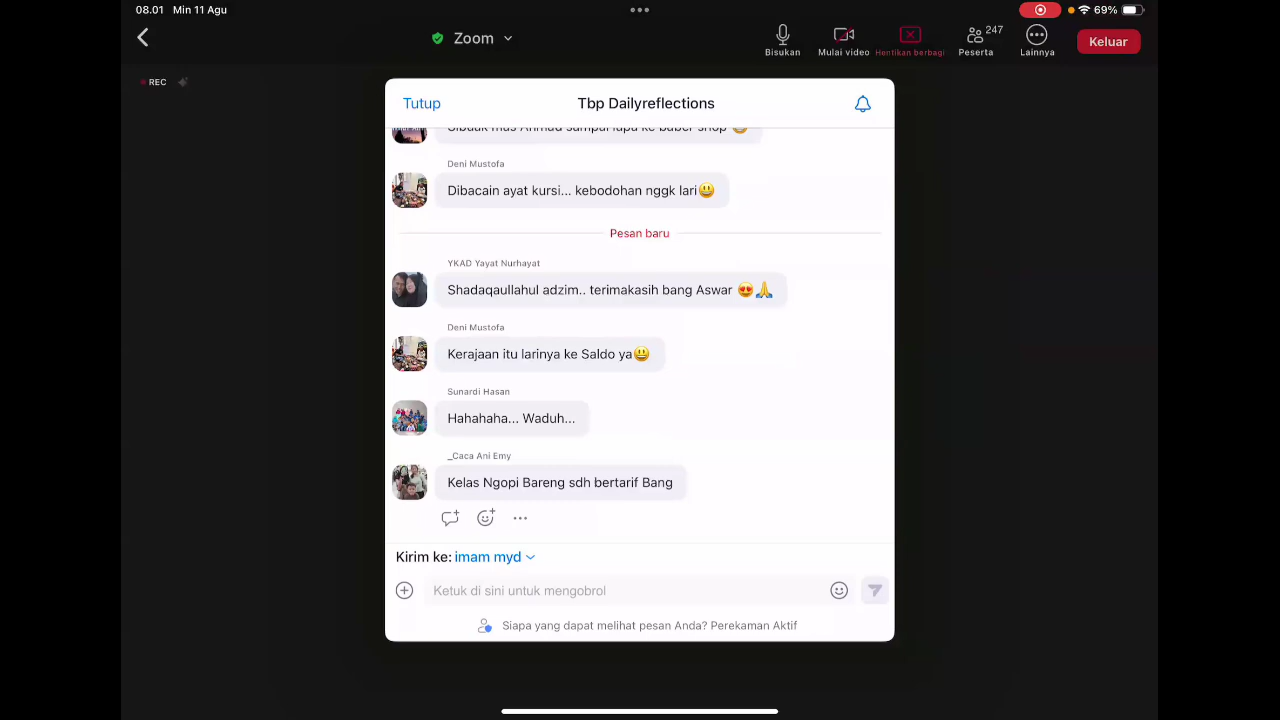 08.01 Min 11 Agu
69%
Zoom
Bisukan
Mulai video
Hentikan berbagi
247
Peserta
Lainnya
Keluar
REC
Tutup
Tbp Dailyreflections
Deni Mustofa
Dibacain ayat kursi... kebodohan nggk lari😃
Pesan baru
YKAD Yayat Nurhayat
Shadaqaullahul adzim.. terimakasih bang Aswar 😍🙏
Deni Mustofa
Kerajaan itu larinya ke Saldo ya😃
Sunardi Hasan
Hahahaha... Waduh...
_Caca Ani Emy
Kelas Ngopi Bareng sdh bertarif Bang
Kirim ke: imam myd
Ketuk di sini untuk mengobrol
Siapa yang dapat melihat pesan Anda? Perekaman Aktif